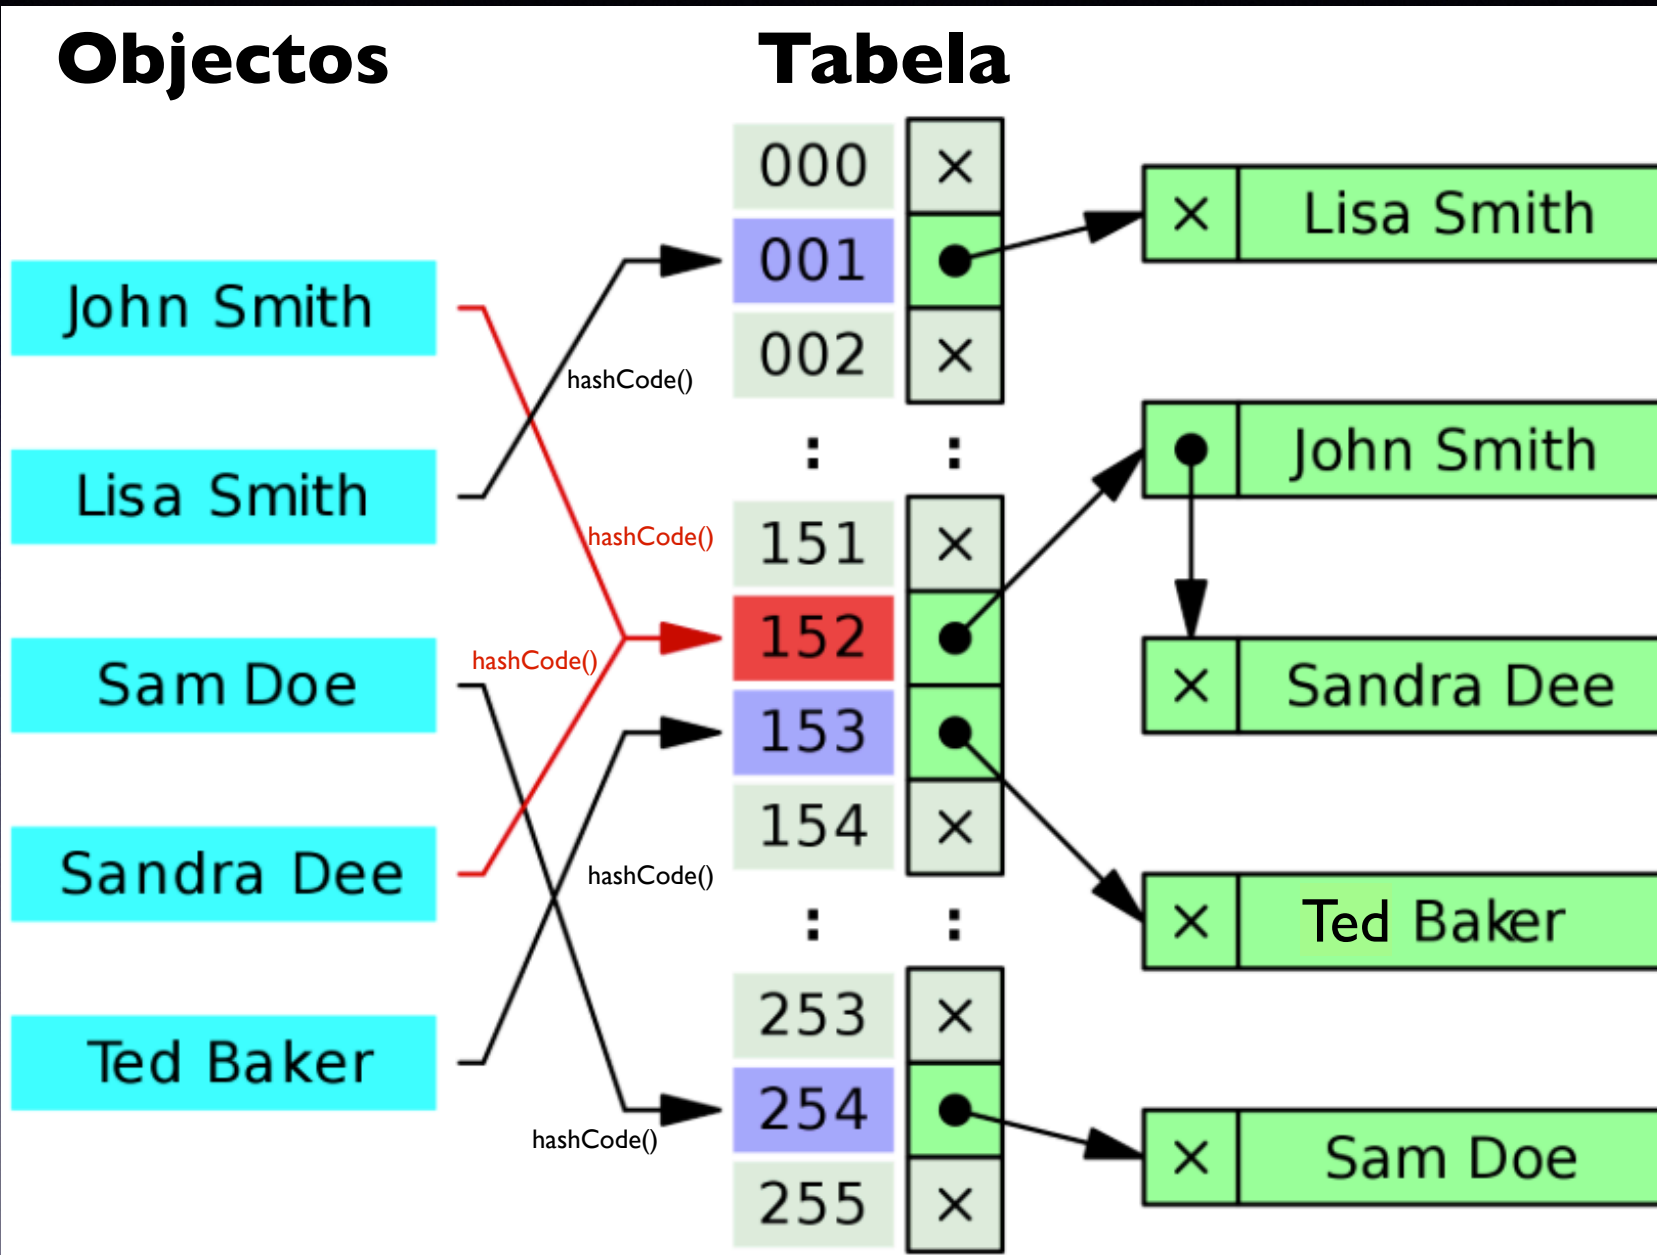 Objectos
Tabela
John Smith
Lisa Smith
Sam Doe
Sandra Dee
Ted Baker
hashCode()
hashCode()
hashCode()
hashCode()
hashCode()
000 ×
001
002 ×
: :
151 ×
152
153
154 ×
: :
253 ×
254
255 ×
× Lisa Smith
John Smith
× Sandra Dee
× Ted Baker
× Sam Doe